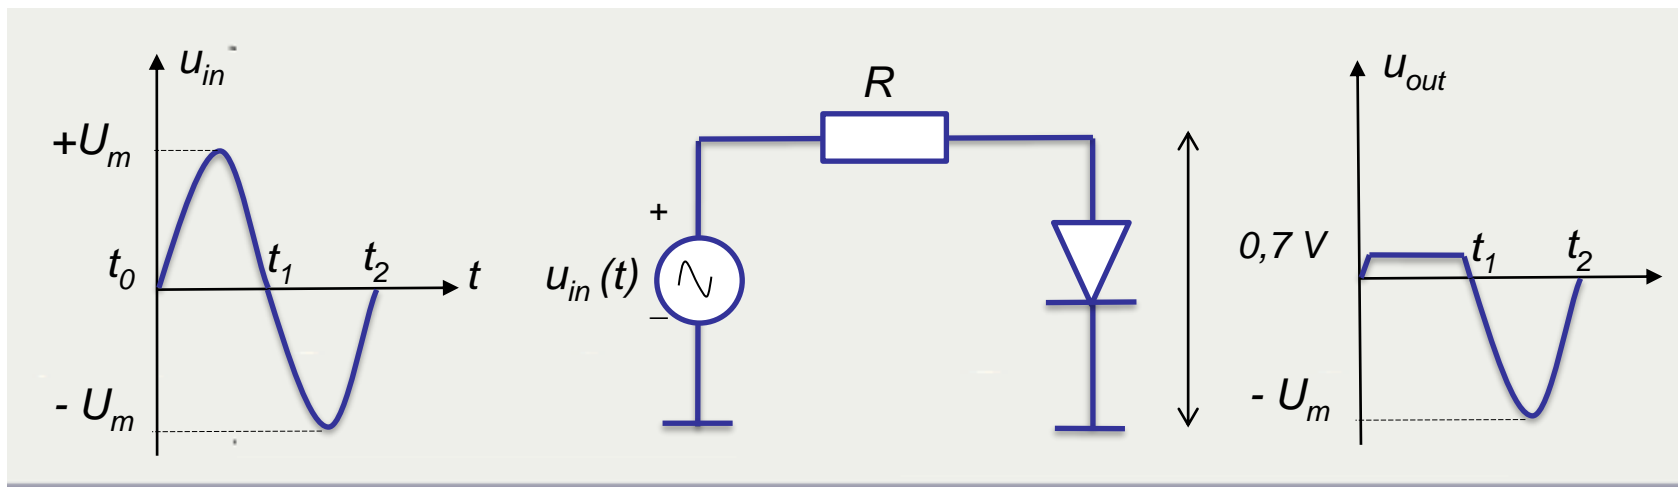 u_in
+U_m
t_0
t_1
t_2
t
- U_m
R
+
u_in (t)
–
0,7 V
u_out
t_1
t_2
- U_m